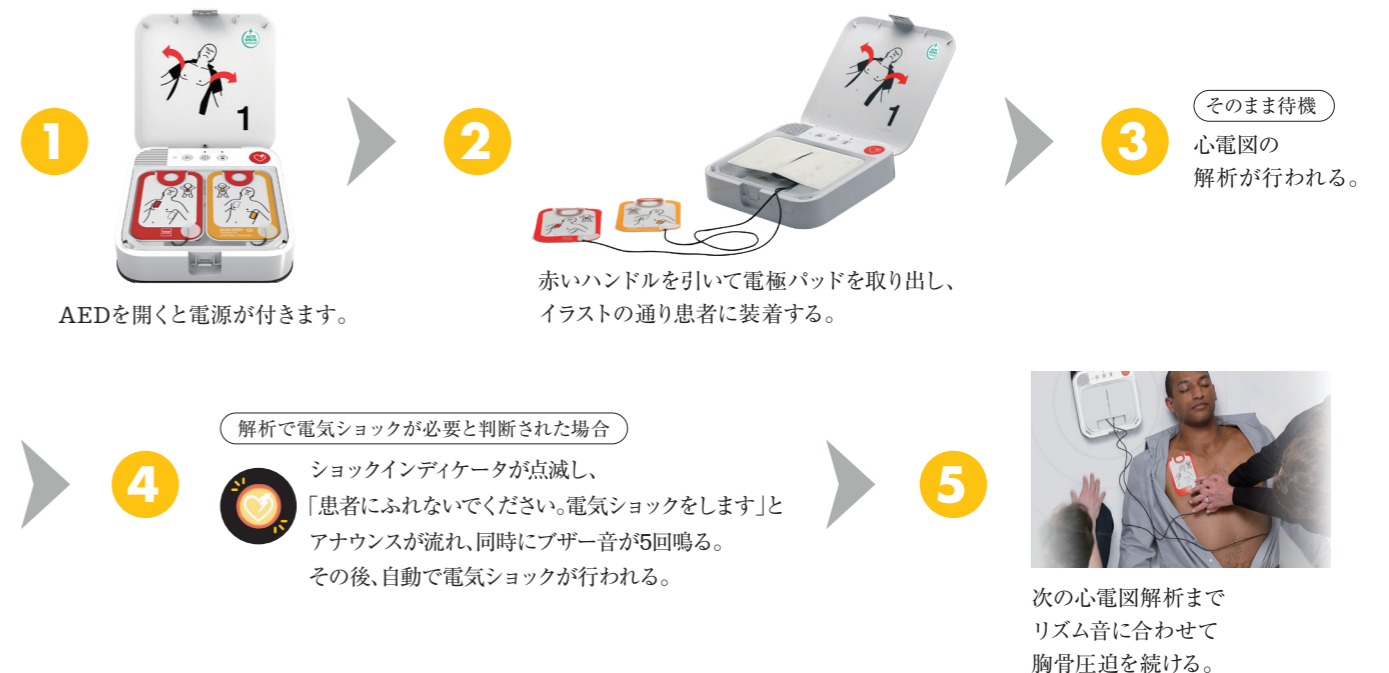 1
1
AEDを開くと電源が付きます。
2
1
赤いハンドルを引いて電極パッドを取り出し、
イラストの通り患者に装着する。
3
そのまま待機
心電図の
解析が行われる。
4
解析で電気ショックが必要と判断された場合
ショックインディケータが点滅し、
「患者にふれないでください。電気ショックをします」と
アナウンスが流れ、同時にブザー音が5回鳴る。
その後、自動で電気ショックが行われる。
5
次の心電図解析まで
リズム音に合わせて
胸骨圧迫を続ける。